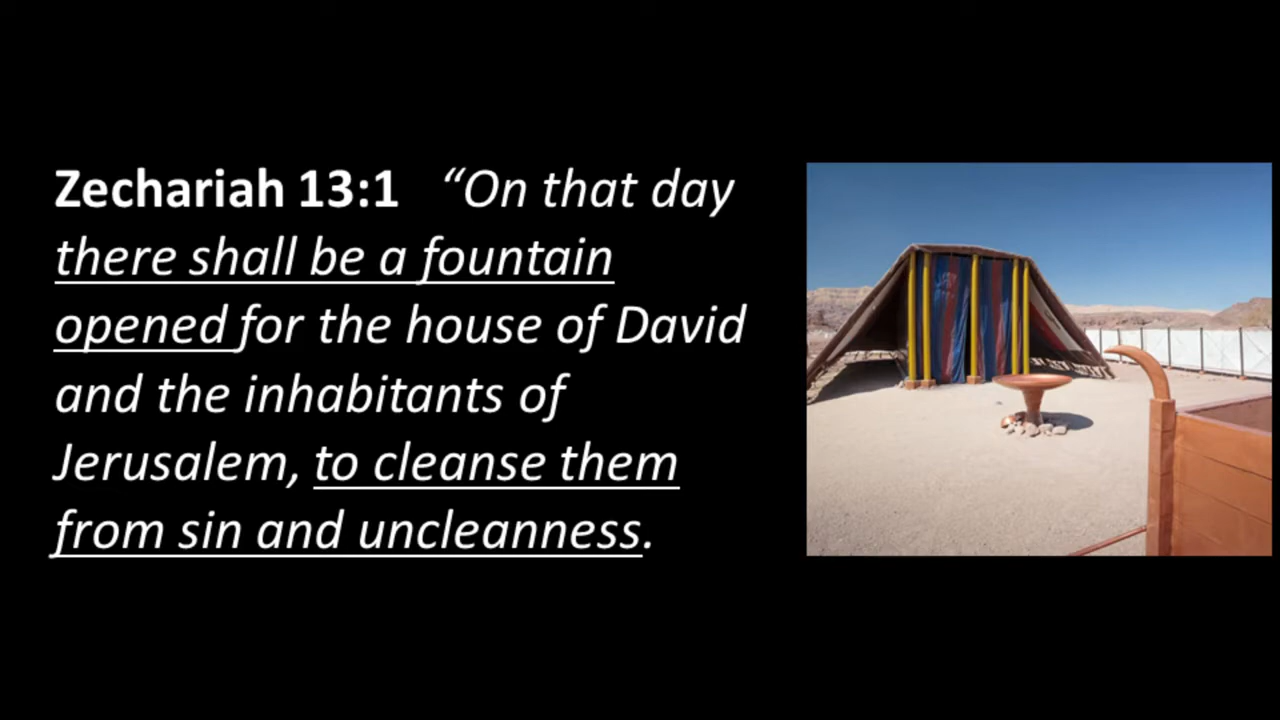 Zechariah 13:1 “On that day
there shall be a fountain
opened for the house of David
and the inhabitants of
Jerusalem, to cleanse them
from sin and uncleanness.